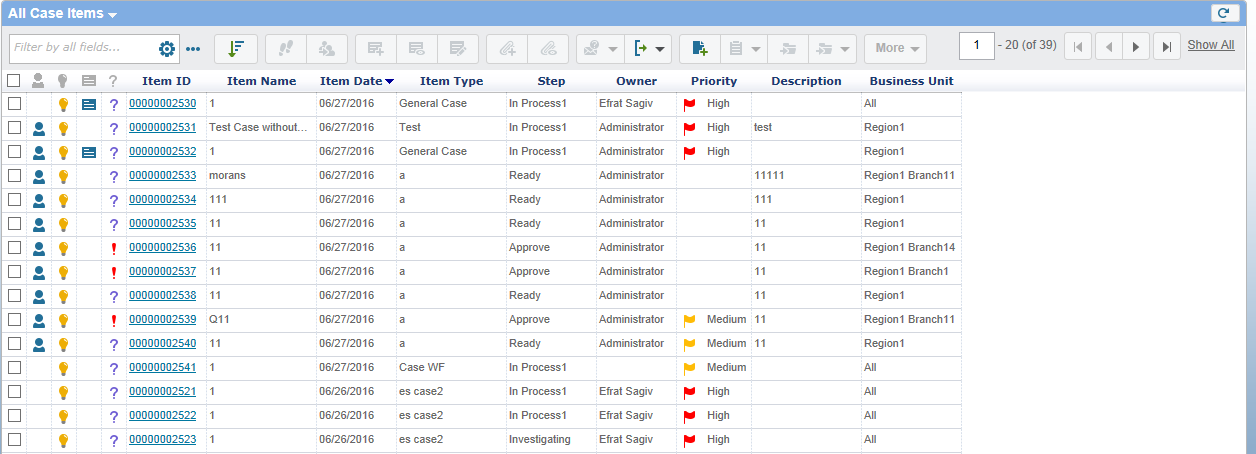 All Case Items
Filter by all fields... More 1 - 20 (of 39) Show All
? Item ID Item Name Item Date Item Type Step Owner Priority Description Business Unit
? 00000002530 1 06/27/2016 General Case In Process1 Efrat Sagiv High All
? 00000002531 Test Case without... 06/27/2016 Test In Process1 Administrator High test Region1
? 00000002532 1 06/27/2016 General Case In Process1 Administrator High Region1
? 00000002533 morans 06/27/2016 a Ready Administrator 11111 Region1 Branch11
? 00000002534 111 06/27/2016 a Ready Administrator 111 Region1
? 00000002535 11 06/27/2016 a Ready Administrator 11 Region1
! 00000002536 11 06/27/2016 a Approve Administrator 11 Region1 Branch14
! 00000002537 11 06/27/2016 a Approve Administrator 11 Region1 Branch1
? 00000002538 11 06/27/2016 a Ready Administrator 11 Region1
! 00000002539 Q11 06/27/2016 a Approve Administrator Medium 11 Region1 Branch11
? 00000002540 11 06/27/2016 a Ready Administrator Medium 11 Region1
? 00000002541 1 06/27/2016 Case WF In Process1 Medium All
? 00000002521 1 06/26/2016 es case2 In Process1 Efrat Sagiv High All
? 00000002522 1 06/26/2016 es case2 In Process1 Efrat Sagiv High All
? 00000002523 1 06/26/2016 es case2 Investigating Efrat Sagiv High All